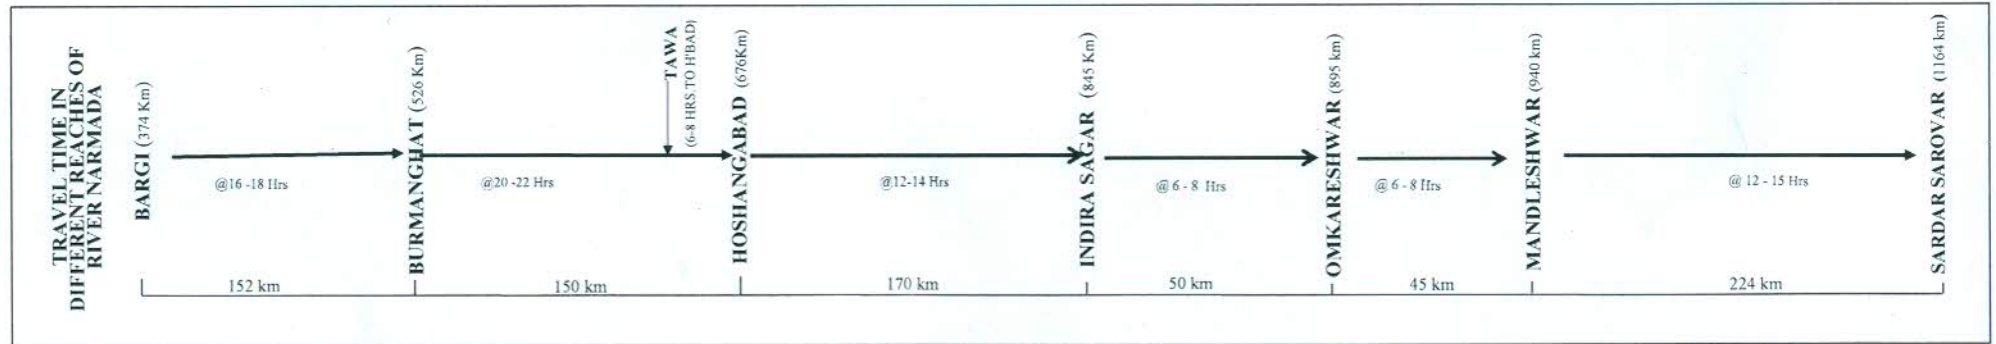 TRAVEL TIME IN
DIFFERENT REACHES OF
RIVER NARMADA
BARGI (374 Km)
@16 -18 Hrs
BURMANGHAT (526 Km)
@20 -22 Hrs
TAWA
(6-8 HRS.TO H'BAD)
HOSHANGABAD (676Km)
@12-14 Hrs
INDIRA SAGAR (845 Km)
@ 6 - 8 Hrs
OMKARESHWAR (895 km)
@ 6 - 8 Hrs
MANDLESHWAR (940 km)
@ 12 - 15 Hrs
SARDAR SAROVAR (1164 km)
152 km
150 km
170 km
50 km
45 km
224 km